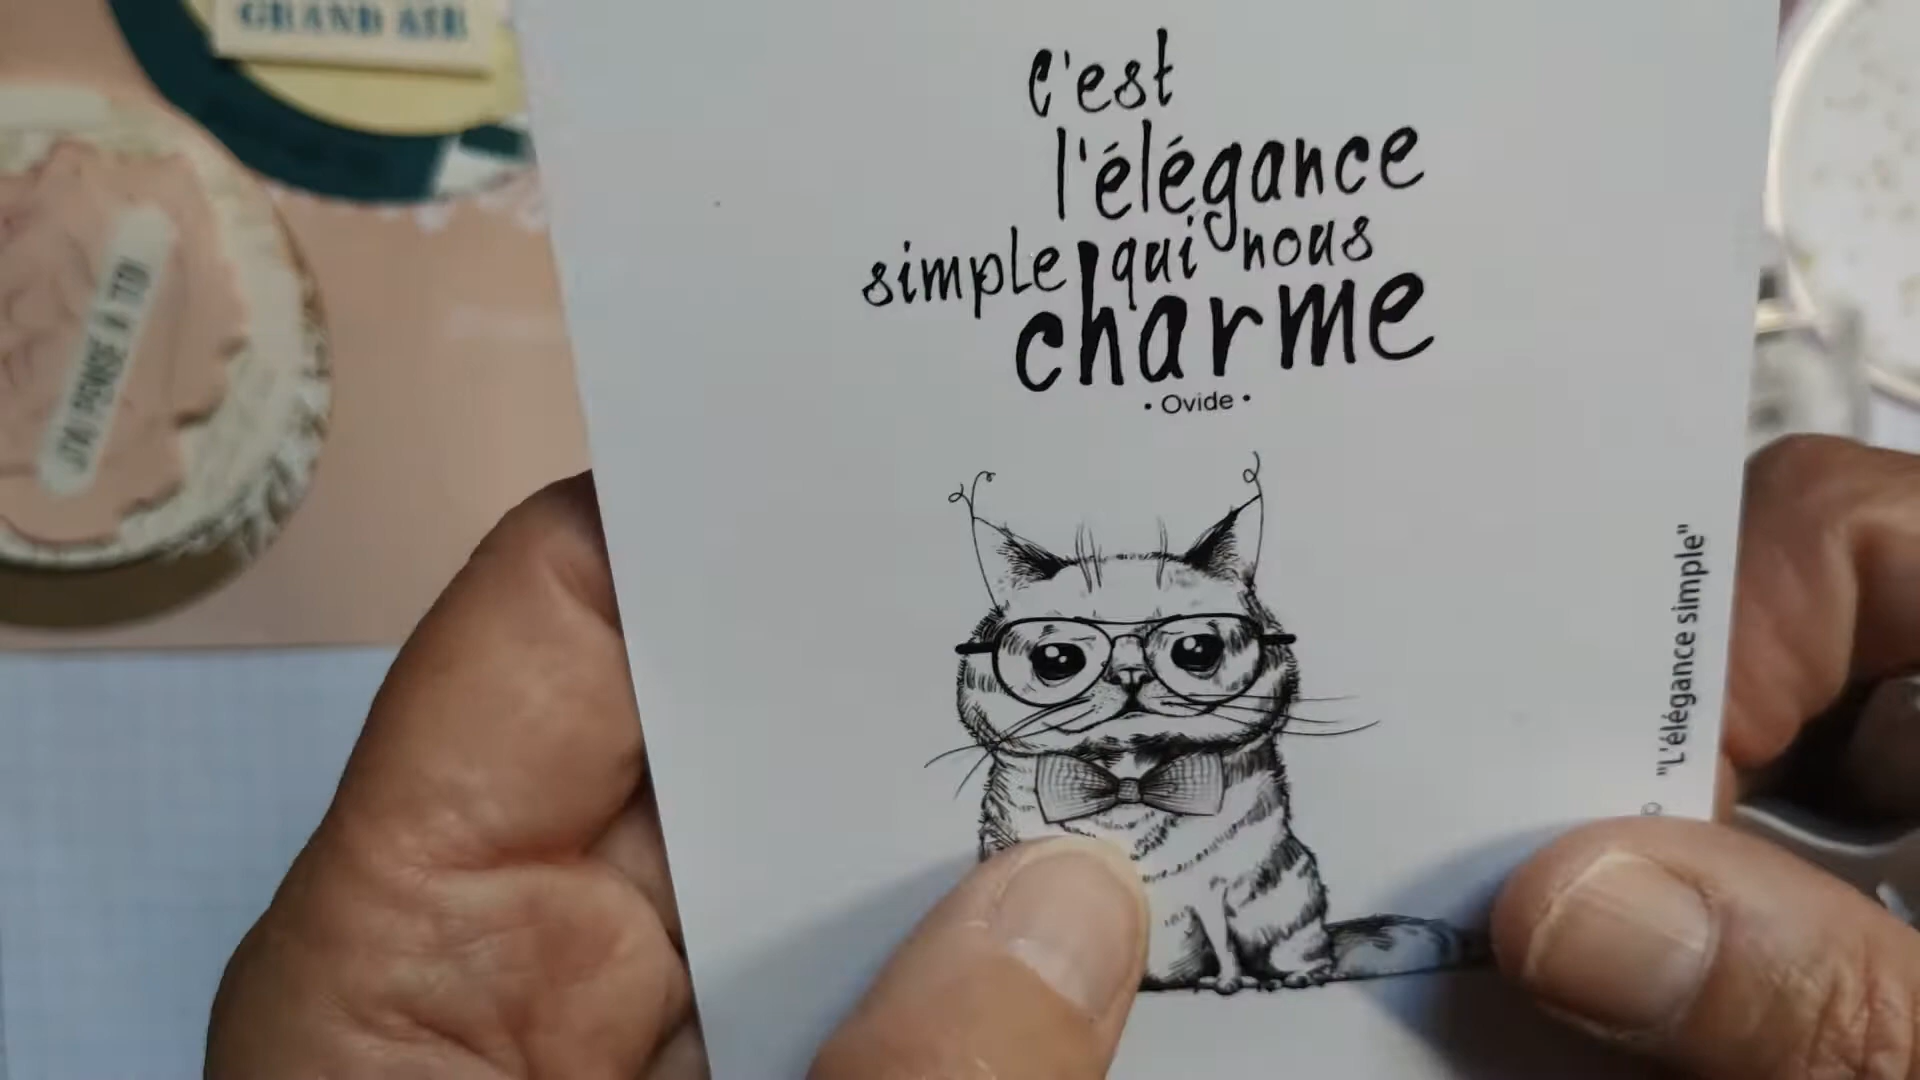 GRAND AIR
J'AI PENSÉ À TOI
c'est
l'élégance
simple qui nous
charme
• Ovide •
"L'élégance simple"